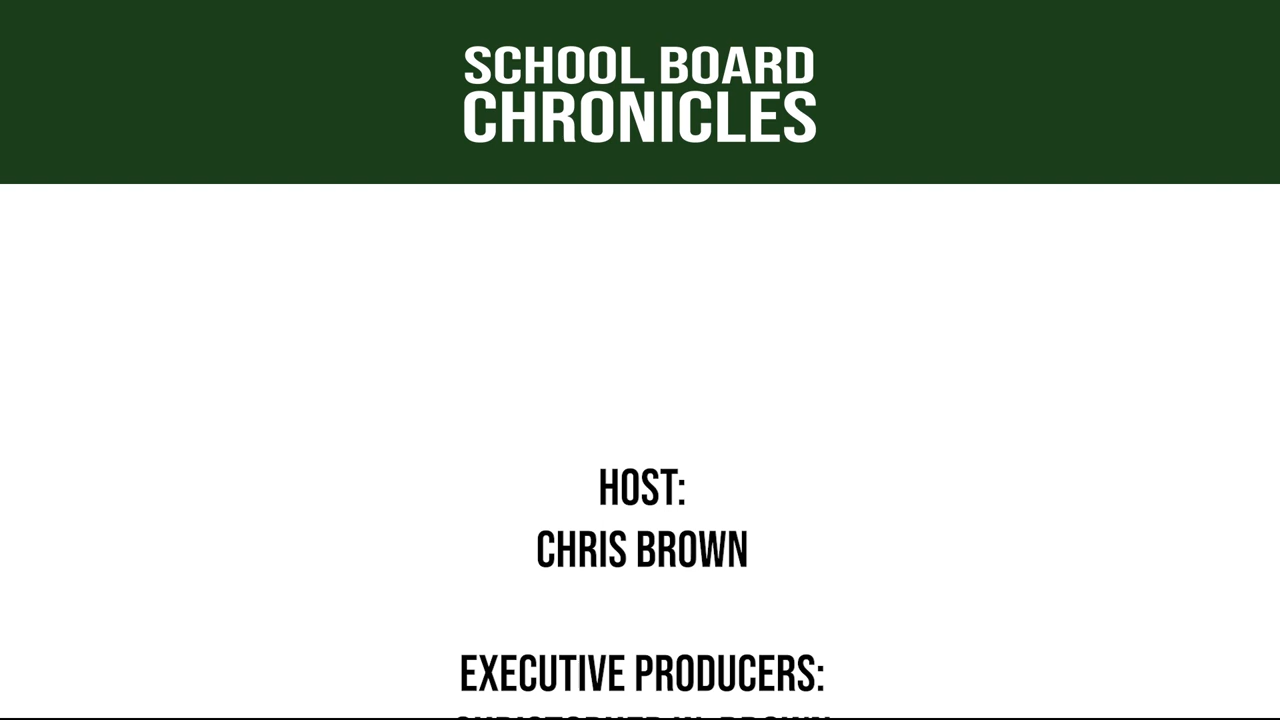 SCHOOL BOARD
CHRONICLES
HOST:
CHRIS BROWN
EXECUTIVE PRODUCERS: